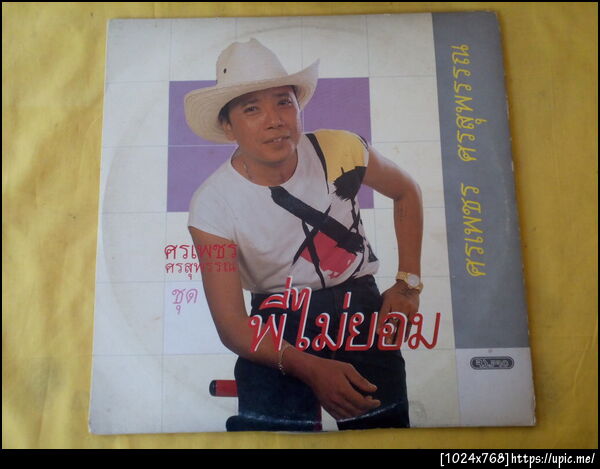 ศรเพชร
ศรสุพรรณ
ชุด
พี่ไม่ยอม
ศรเพชร ศรสุพรรณ
[1024x768]https://upic.me/